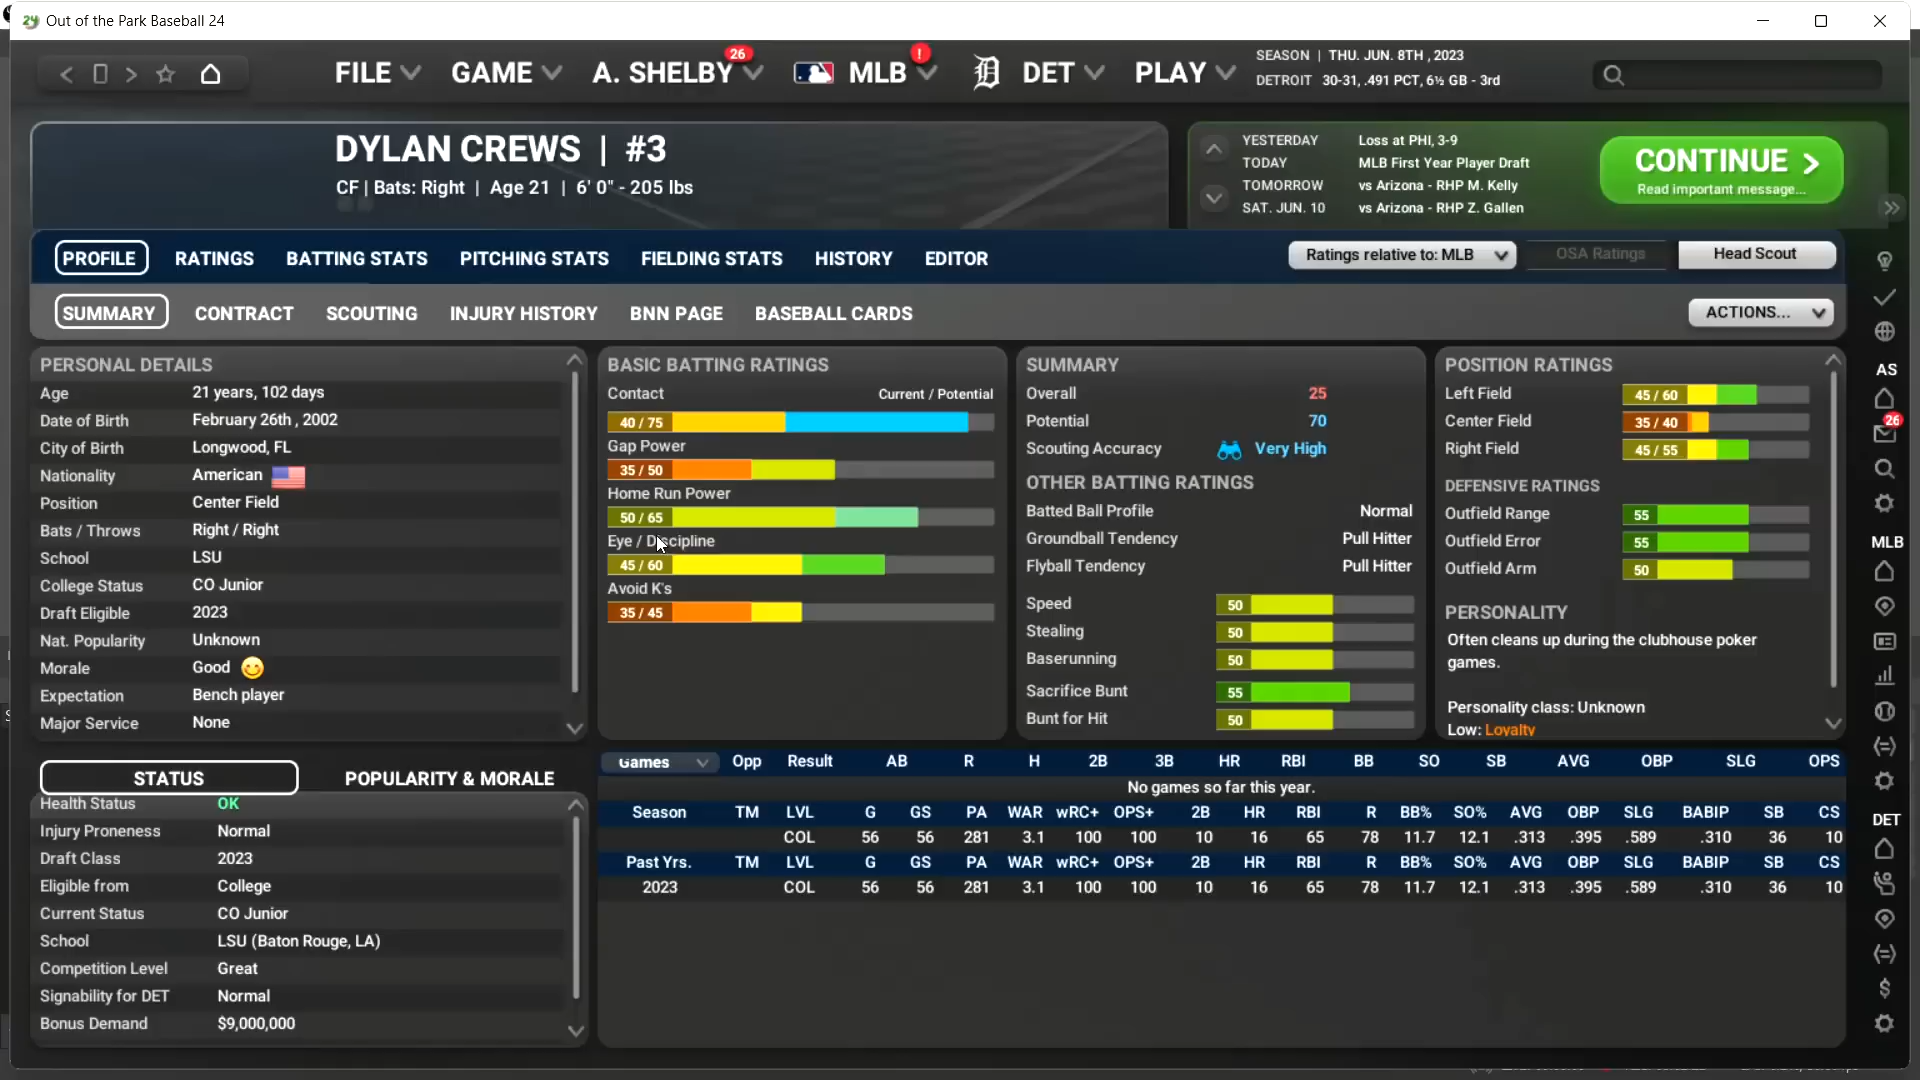 24 Out of the Park Baseball 24
FILE GAME A. SHELBY 26 MLB ! DET PLAY
SEASON | THU. JUN. 8TH , 2023
DETROIT 30-31, .491 PCT, 6½ GB - 3rd
DYLAN CREWS | #3
CF | Bats: Right | Age 21 | 6' 0" - 205 lbs
YESTERDAY Loss at PHI, 3-9
TODAY MLB First Year Player Draft
TOMORROW vs Arizona - RHP M. Kelly
SAT. JUN. 10 vs Arizona - RHP Z. Gallen
CONTINUE
Read important message...
PROFILE RATINGS BATTING STATS PITCHING STATS FIELDING STATS HISTORY EDITOR
Ratings relative to: MLB OSA Ratings Head Scout
SUMMARY CONTRACT SCOUTING INJURY HISTORY BNN PAGE BASEBALL CARDS
ACTIONS...
PERSONAL DETAILS
Age 21 years, 102 days
Date of Birth February 26th , 2002
City of Birth Longwood, FL
Nationality American
Position Center Field
Bats / Throws Right / Right
School LSU
College Status CO Junior
Draft Eligible 2023
Nat. Popularity Unknown
Morale Good
Expectation Bench player
Major Service None
BASIC BATTING RATINGS
Contact Current / Potential
40 / 75
Gap Power
35 / 50
Home Run Power
50 / 65
Eye / Discipline
45 / 60
Avoid K's
35 / 45
SUMMARY
Overall 25
Potential 70
Scouting Accuracy Very High
OTHER BATTING RATINGS
Batted Ball Profile Normal
Groundball Tendency Pull Hitter
Flyball Tendency Pull Hitter
Speed 50
Stealing 50
Baserunning 50
Sacrifice Bunt 55
Bunt for Hit 50
POSITION RATINGS
Left Field 45 / 60
Center Field 35 / 40
Right Field 45 / 55
DEFENSIVE RATINGS
Outfield Range 55
Outfield Error 55
Outfield Arm 50
PERSONALITY
Often cleans up during the clubhouse poker
games.
Personality class: Unknown
Low: Loyalty
STATUS POPULARITY & MORALE
Health Status OK
Injury Proneness Normal
Draft Class 2023
Eligible from College
Current Status CO Junior
School LSU (Baton Rouge, LA)
Competition Level Great
Signability for DET Normal
Bonus Demand $9,000,000
Games Opp Result AB R H 2B 3B HR RBI BB SO SB AVG OBP SLG OPS
No games so far this year.
Season TM LVL G GS PA WAR wRC+ OPS+ 2B HR RBI R BB% SO% AVG OBP SLG BABIP SB CS
COL 56 56 281 3.1 100 100 10 16 65 78 11.7 12.1 .313 .395 .589 .310 36 10
Past Yrs. TM LVL G GS PA WAR wRC+ OPS+ 2B HR RBI R BB% SO% AVG OBP SLG BABIP SB CS
2023 COL 56 56 281 3.1 100 100 10 16 65 78 11.7 12.1 .313 .395 .589 .310 36 10
AS
26
MLB
DET
$